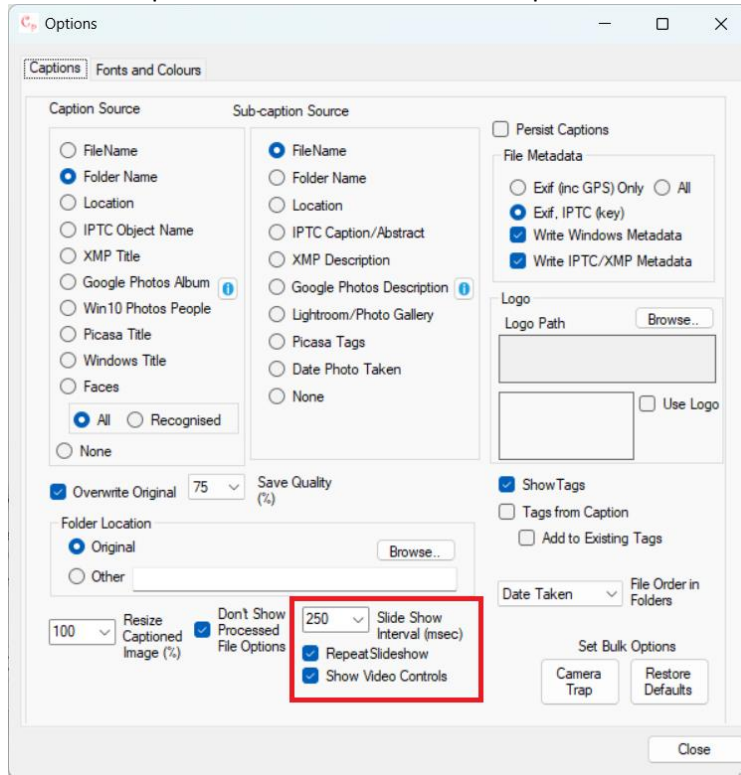 Cp Options
Captions Fonts and Colours
Caption Source
FileName
Folder Name
Location
IPTC Object Name
XMP Title
Google Photos Album
Win10 Photos People
Picasa Title
Windows Title
Faces
All Recognised
None
Sub-caption Source
FileName
Folder Name
Location
IPTC Caption/Abstract
XMP Description
Google Photos Description
Lightroom/Photo Gallery
Picasa Tags
Date Photo Taken
None
Persist Captions
File Metadata
Exif (inc GPS) Only All
Exif, IPTC (key)
Write Windows Metadata
Write IPTC/XMP Metadata
Logo
Logo Path Browse..
Use Logo
Overwrite Original 75 Save Quality
(%)
Folder Location
Original Browse..
Other
Show Tags
Tags from Caption
Add to Existing Tags
Date Taken File Order in
Folders
100 Resize
Captioned
Image (%)
Don't Show
Processed
File Options
250 Slide Show
Interval (msec)
RepeatSlideshow
Show Video Controls
Set Bulk Options
Camera
Trap
Restore
Defaults
Close